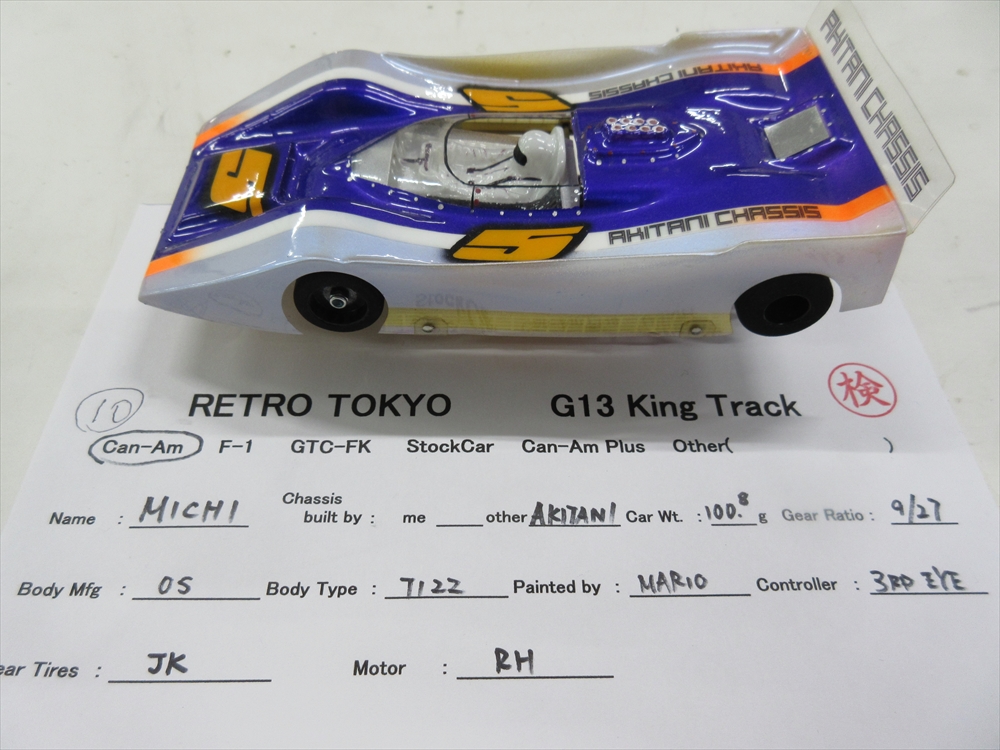 AKITANI CHASSIS
AKITANI CHASSIS
5
5
5
AKITANI CHASSIS
10
RETRO TOKYO G13 King Track 検
Can-Am F-1 GTC-FK StockCar Can-Am Plus Other( )
Name : MICHI Chassis built by : me ____ other AKITANI Car Wt. : 100.8 g Gear Ratio : 9/27
Body Mfg : OS Body Type : 7122 Painted by : MARIO Controller : 3RD EYE
ear Tires : JK Motor : RH